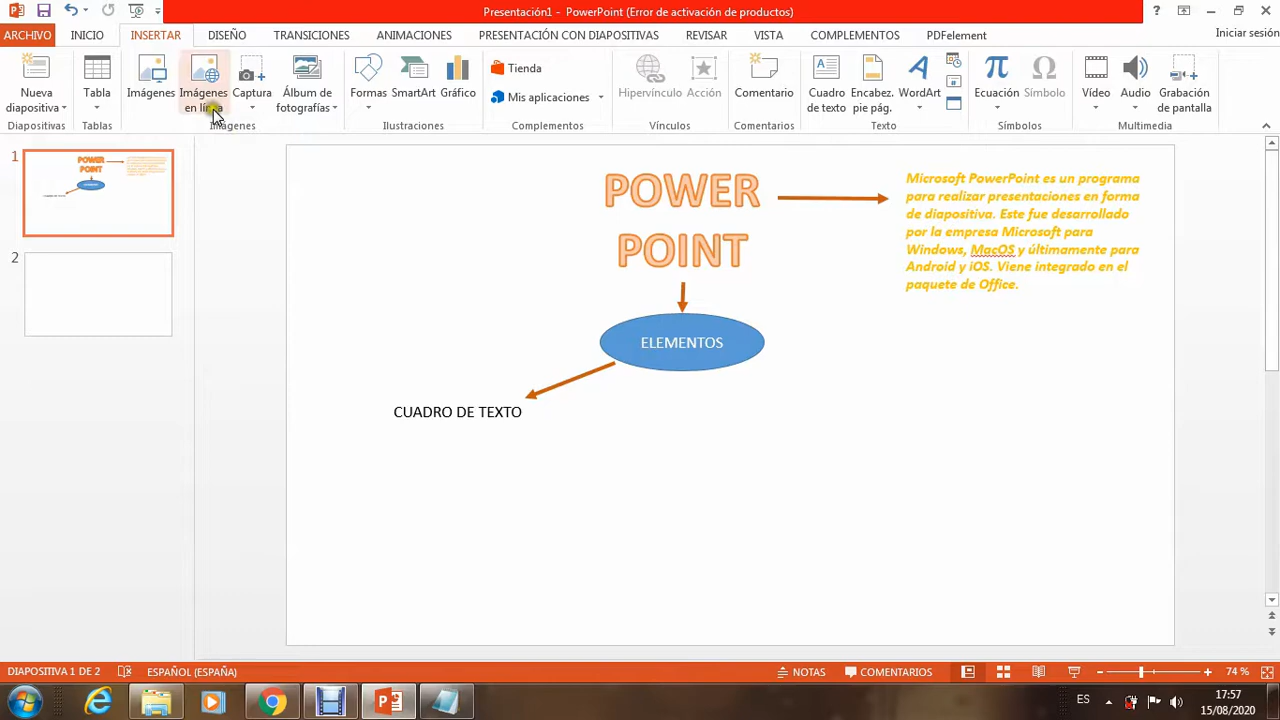 Presentación1 - PowerPoint (Error de activación de productos)
ARCHIVO INICIO INSERTAR DISEÑO TRANSICIONES ANIMACIONES PRESENTACIÓN CON DIAPOSITIVAS REVISAR VISTA COMPLEMENTOS PDFelement Iniciar sesión
Nueva diapositiva
Tabla
Imágenes
Imágenes en línea
Captura
Álbum de fotografías
Formas
SmartArt
Gráfico
Tienda
Mis aplicaciones
Hipervínculo
Acción
Comentario
Cuadro de texto
Encabez. pie pág.
WordArt
Ecuación
Símbolo
Vídeo
Audio
Grabación de pantalla
Diapositivas Tablas Imágenes Ilustraciones Complementos Vínculos Comentarios Texto Símbolos Multimedia
1
POWER
POINT
2
POWER
POINT
Microsoft PowerPoint es un programa
para realizar presentaciones en forma
de diapositiva. Este fue desarrollado
por la empresa Microsoft para
Windows, MacOS y últimamente para
Android y iOS. Viene integrado en el
paquete de Office.
ELEMENTOS
CUADRO DE TEXTO
DIAPOSITIVA 1 DE 2 ESPAÑOL (ESPAÑA) NOTAS COMENTARIOS 74 %
ES 17:57
15/08/2020